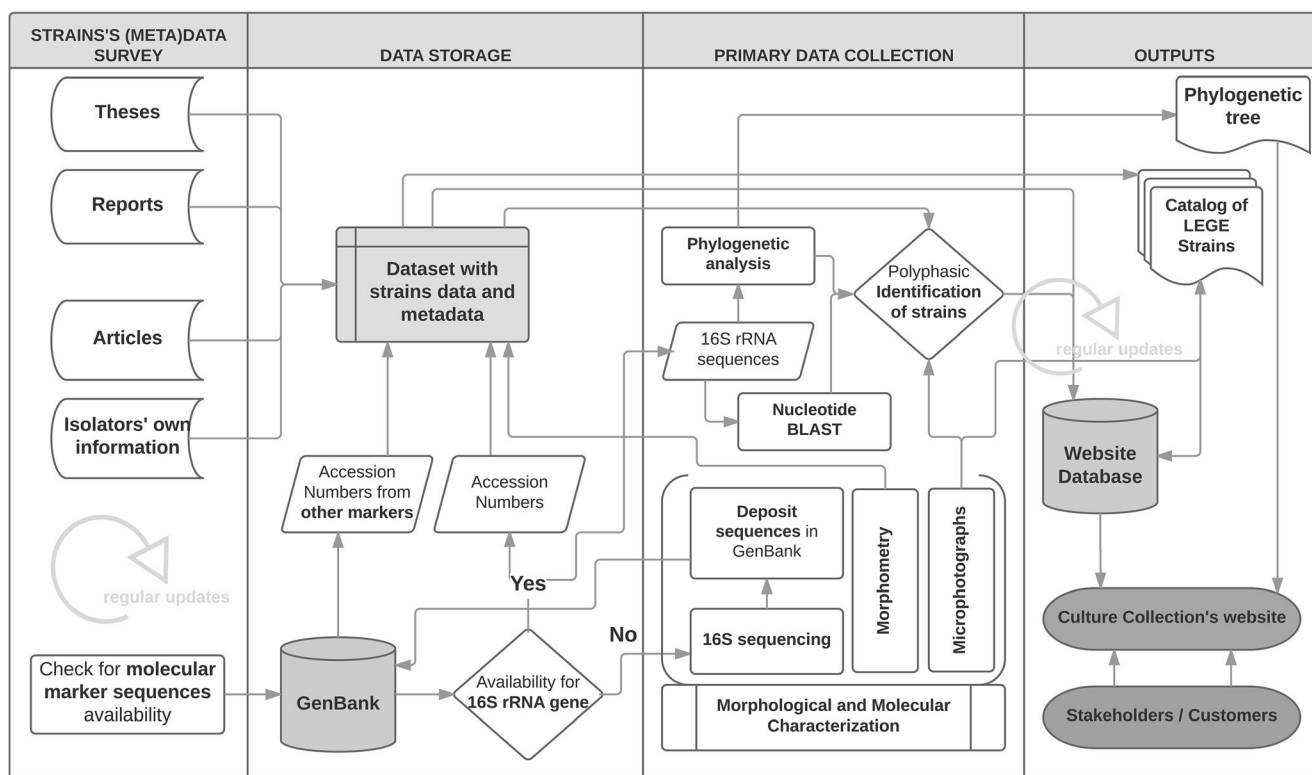 STRAINS'S (META)DATA
SURVEY
DATA STORAGE
PRIMARY DATA COLLECTION
OUTPUTS
Theses
Reports
Articles
Isolators' own
information
regular updates
Check for molecular
marker sequences
availability
Dataset with
strains data and
metadata
Accession
Numbers from
other markers
Accession
Numbers
Yes
No
GenBank
Availability for
16S rRNA gene
Phylogenetic
analysis
16S rRNA
sequences
Nucleotide
BLAST
Polyphasic
Identification
of strains
Deposit
sequences in
GenBank
16S sequencing
Morphometry
Microphotographs
Morphological and Molecular
Characterization
Phylogenetic
tree
Catalog of
LEGE
Strains
regular updates
Website
Database
Culture Collection's website
Stakeholders / Customers